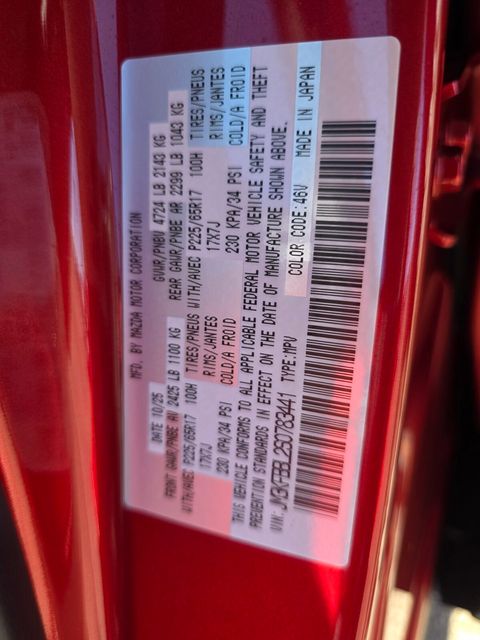 MFD. BY MAZDA MOTOR CORPORATION
DATE 10/25 GVWR/PNBV 4724 LB 2143 KG
FRONT GAWR/PNBE AV 2425 LB 1100 KG REAR GAWR/PNBE AR 2299 LB 1043 KG
WITH/AVEC P225/65R17 100H TIRES/PNEUS WITH/AVEC P225/65R17 100H TIRES/PNEUS
17X7J RIMS/JANTES 17X7J RIMS/JANTES
230 KPA/34 PSI COLD/A FROID 230 KPA/34 PSI COLD/A FROID
THIS VEHICLE CONFORMS TO ALL APPLICABLE FEDERAL MOTOR VEHICLE SAFETY AND THEFT
PREVENTION STANDARDS IN EFFECT ON THE DATE OF MANUFACTURE SHOWN ABOVE.
VIN: TYPE:MPV COLOR CODE:46V MADE IN JAPAN